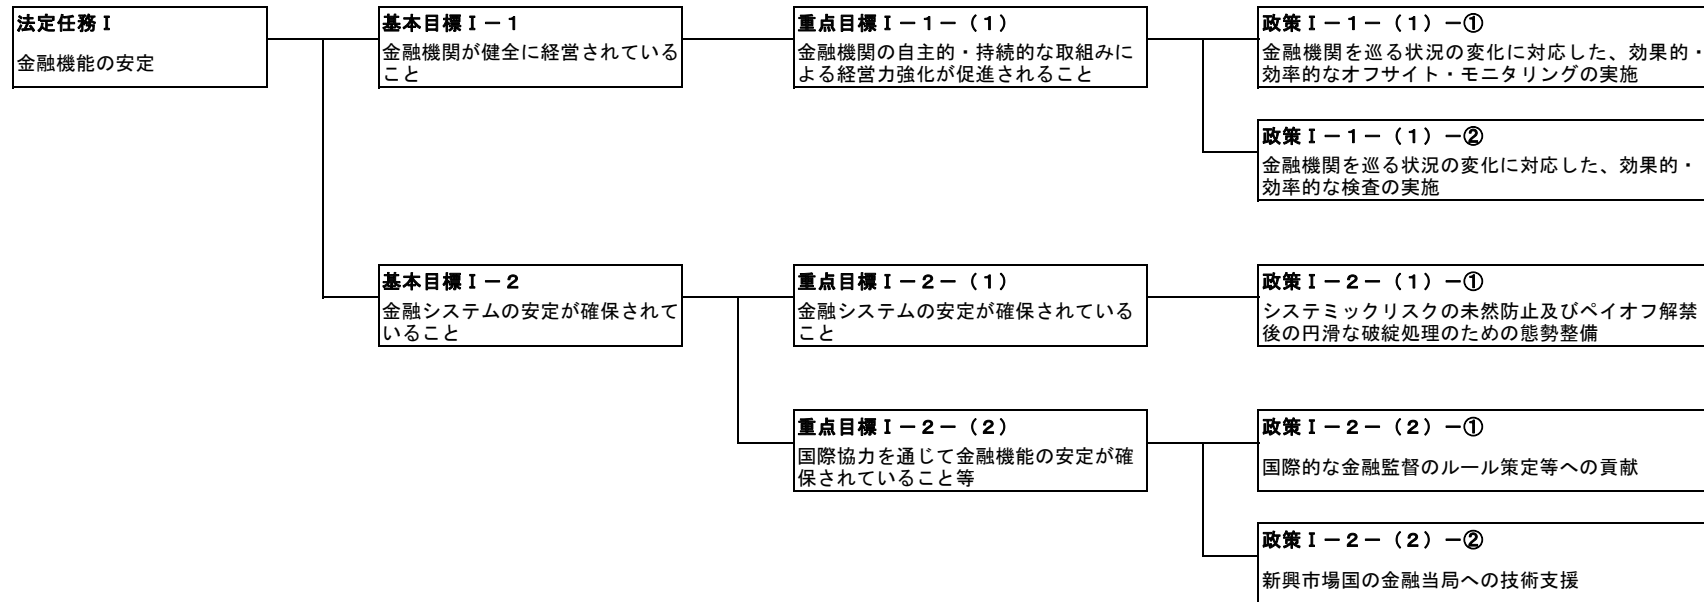 法定任務Ⅰ
金融機能の安定
基本目標Ⅰ－１
金融機関が健全に経営されている
こと
重点目標Ⅰ－１－（１）
金融機関の自主的・持続的な取組みに
よる経営力強化が促進されること
政策Ⅰ－１－（１）－①
金融機関を巡る状況の変化に対応した、効果的・
効率的なオフサイト・モニタリングの実施
政策Ⅰ－１－（１）－②
金融機関を巡る状況の変化に対応した、効果的・
効率的な検査の実施
基本目標Ⅰ－２
金融システムの安定が確保されて
いること
重点目標Ⅰ－２－（１）
金融システムの安定が確保されている
こと
政策Ⅰ－２－（１）－①
システミックリスクの未然防止及びペイオフ解禁
後の円滑な破綻処理のための態勢整備
重点目標Ⅰ－２－（２）
国際協力を通じて金融機能の安定が確
保されていること等
政策Ⅰ－２－（２）－①
国際的な金融監督のルール策定等への貢献
政策Ⅰ－２－（２）－②
新興市場国の金融当局への技術支援